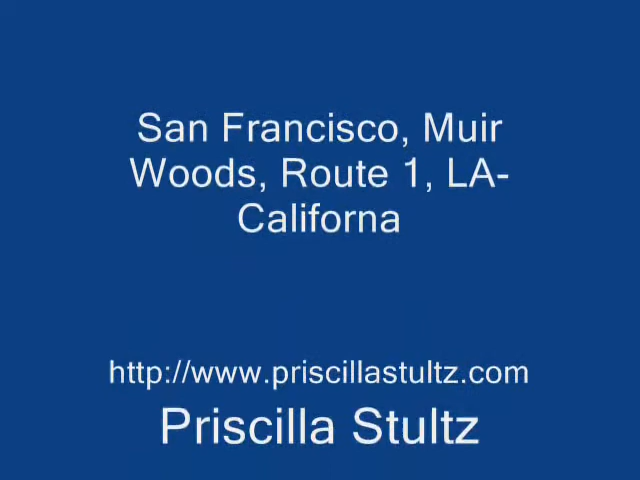 San Francisco, Muir
Woods, Route 1, LA-
Californa
http://www.priscillastultz.com
Priscilla Stultz